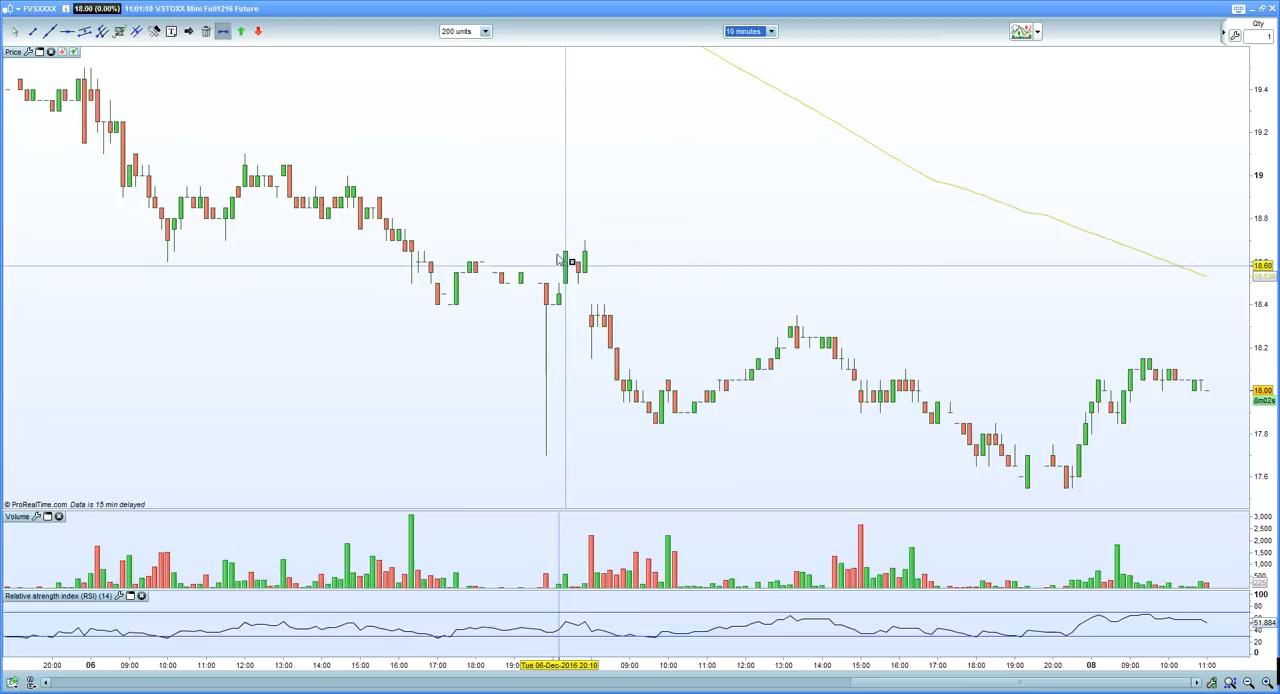 FVSXXXX 18.00 (0.00%) 11:01:10 VSTOXX Mini Full1216 Future
200 units
10 minutes
Qty
1
Price
19.4
19.2
19
18.8
18.60
18.4
18.2
18.00
8m02s
17.8
17.6
© ProRealTime.com Data is 15 min delayed
Volume
3,000
2,500
2,000
1,500
1,000
500
Relative strength index (RSI) (14)
100
80
51.884
40
20
0
20:00 06 09:00 10:00 11:00 12:00 13:00 14:00 15:00 16:00 17:00 18:00 19:0 Tue 06-Dec-2016 20:10 09:00 10:00 11:00 12:00 13:00 14:00 15:00 16:00 17:00 18:00 19:00 20:00 08 09:00 10:00 11:00